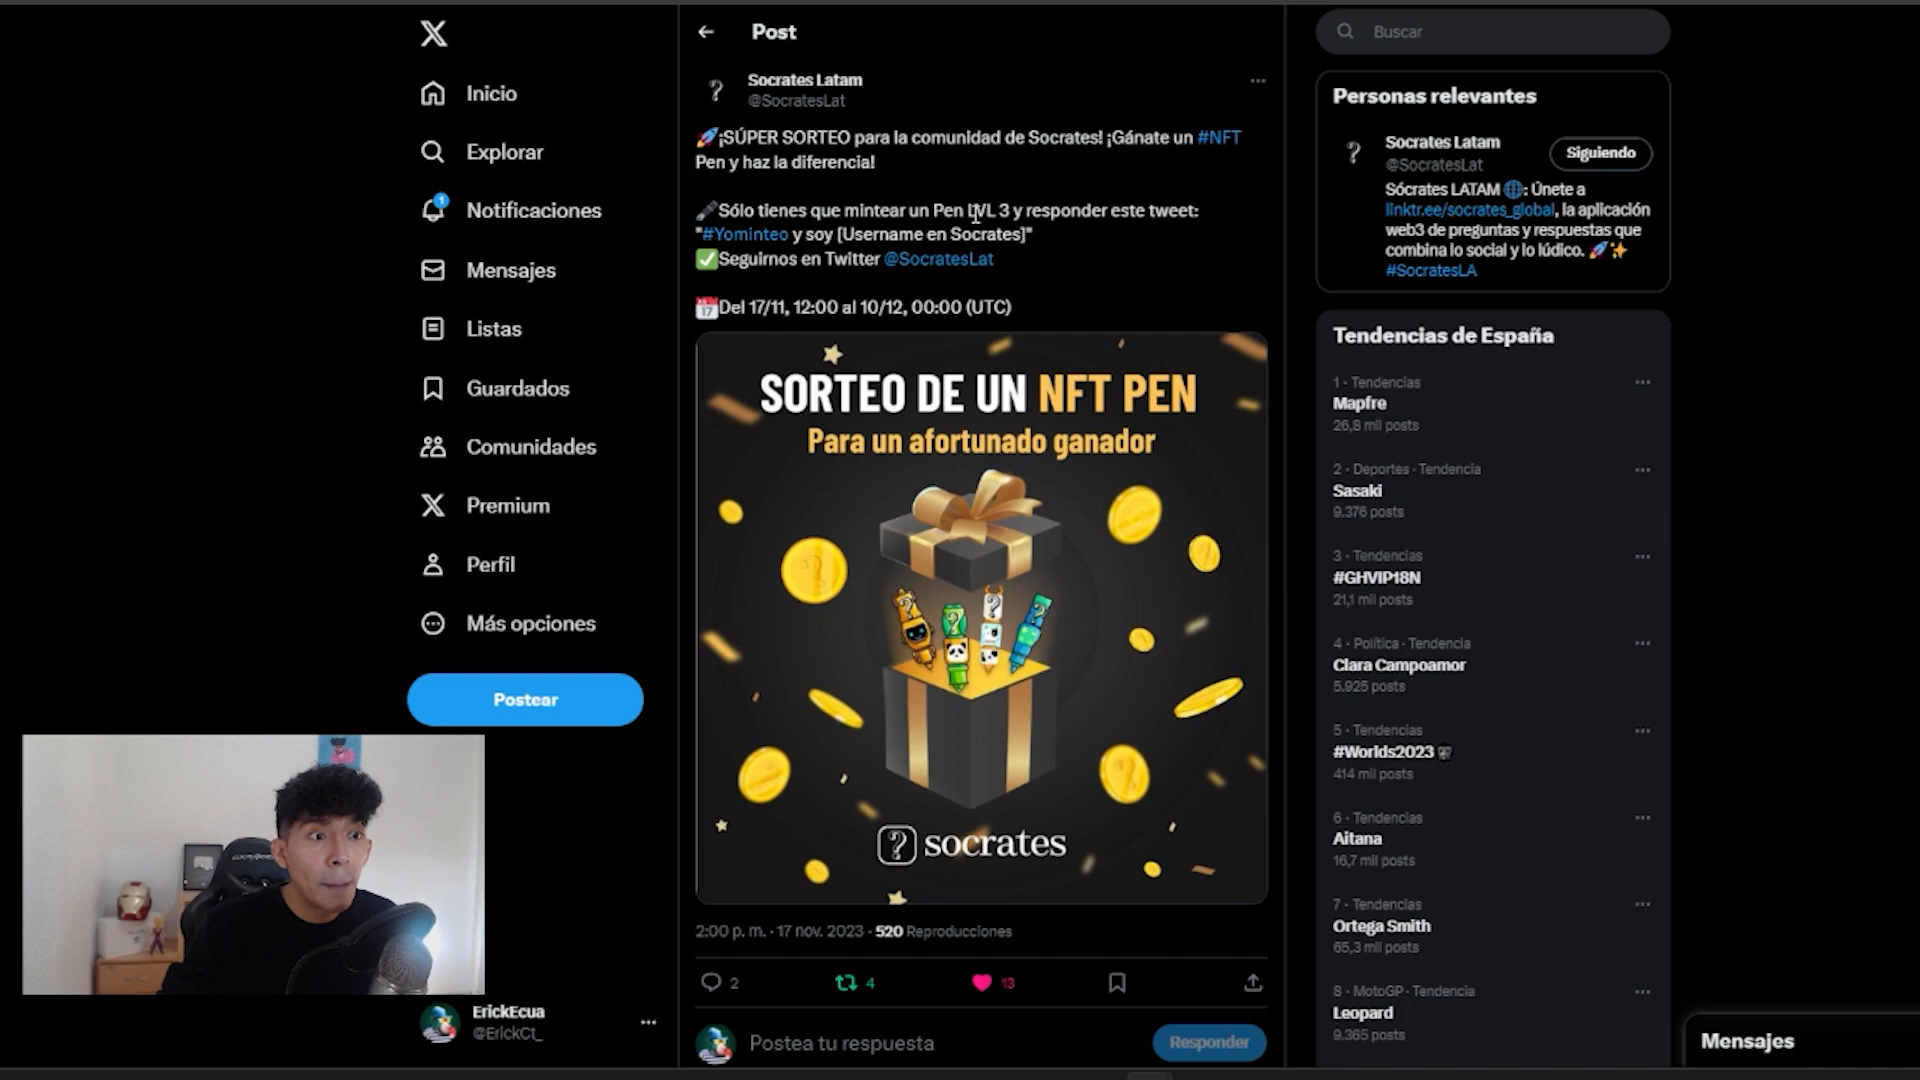 Inicio
Explorar
1
Notificaciones
Mensajes
Listas
Guardados
Comunidades
Premium
Perfil
Más opciones
Postear
ErickEcua
@ErickCt_
Post
Socrates Latam
@SocratesLat
¡SÚPER SORTEO para la comunidad de Socrates! ¡Gánate un #NFT
Pen y haz la diferencia!
Sólo tienes que mintear un Pen LVL 3 y responder este tweet:
"#Yominteo y soy [Username en Socrates]"
Seguirnos en Twitter @SocratesLat
Del 17/11, 12:00 al 10/12, 00:00 (UTC)
SORTEO DE UN NFT PEN
Para un afortunado ganador
socrates
2:00 p. m. · 17 nov. 2023 · 520 Reproducciones
2
4
13
Postea tu respuesta
Responder
Buscar
Personas relevantes
Socrates Latam
@SocratesLat
Siguiendo
Sócrates LATAM : Únete a
linktr.ee/socrates_global, la aplicación
web3 de preguntas y respuestas que
combina lo social y lo lúdico.
#SocratesLA
Tendencias de España
1 · Tendencias
Mapfre
26,8 mil posts
2 · Deportes · Tendencia
Sasaki
9.376 posts
3 · Tendencias
#GHVIP18N
21,1 mil posts
4 · Política · Tendencia
Clara Campoamor
5.925 posts
5 · Tendencias
#Worlds2023
414 mil posts
6 · Tendencias
Aitana
16,7 mil posts
7 · Tendencias
Ortega Smith
65,3 mil posts
8 · MotoGP · Tendencia
Leopard
9.365 posts
Mensajes